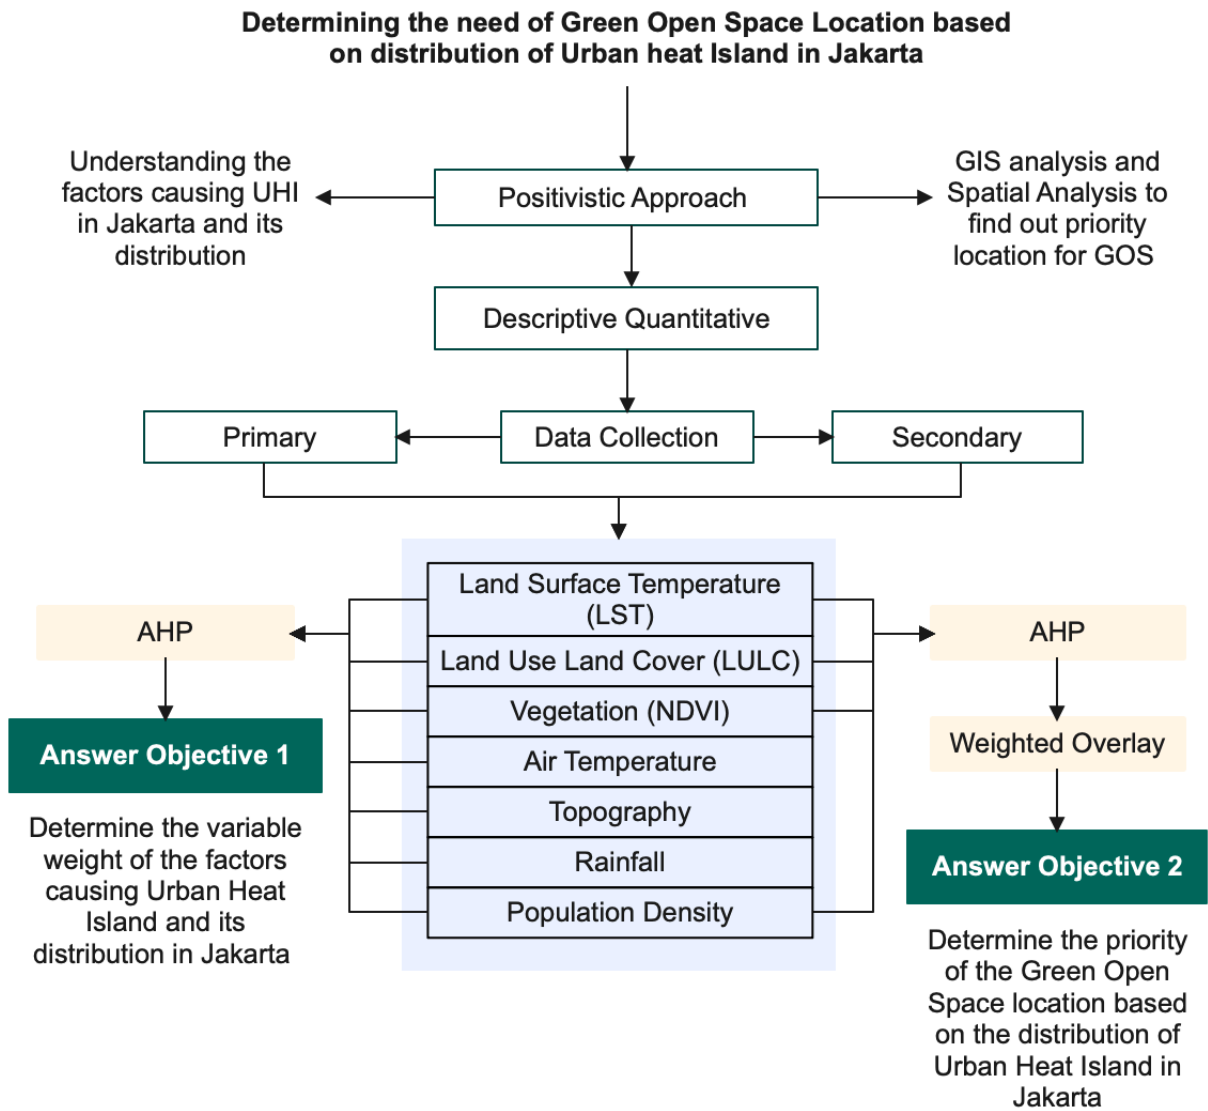 Determining the need of Green Open Space Location based
on distribution of Urban heat Island in Jakarta
Understanding the
factors causing UHI
in Jakarta and its
distribution
Positivistic Approach
GIS analysis and
Spatial Analysis to
find out priority
location for GOS
Descriptive Quantitative
Primary
Data Collection
Secondary
Land Surface Temperature
(LST)
Land Use Land Cover (LULC)
Vegetation (NDVI)
Air Temperature
Topography
Rainfall
Population Density
AHP
Answer Objective 1
Determine the variable
weight of the factors
causing Urban Heat
Island and its
distribution in Jakarta
AHP
Weighted Overlay
Answer Objective 2
Determine the priority
of the Green Open
Space location based
on the distribution of
Urban Heat Island in
Jakarta